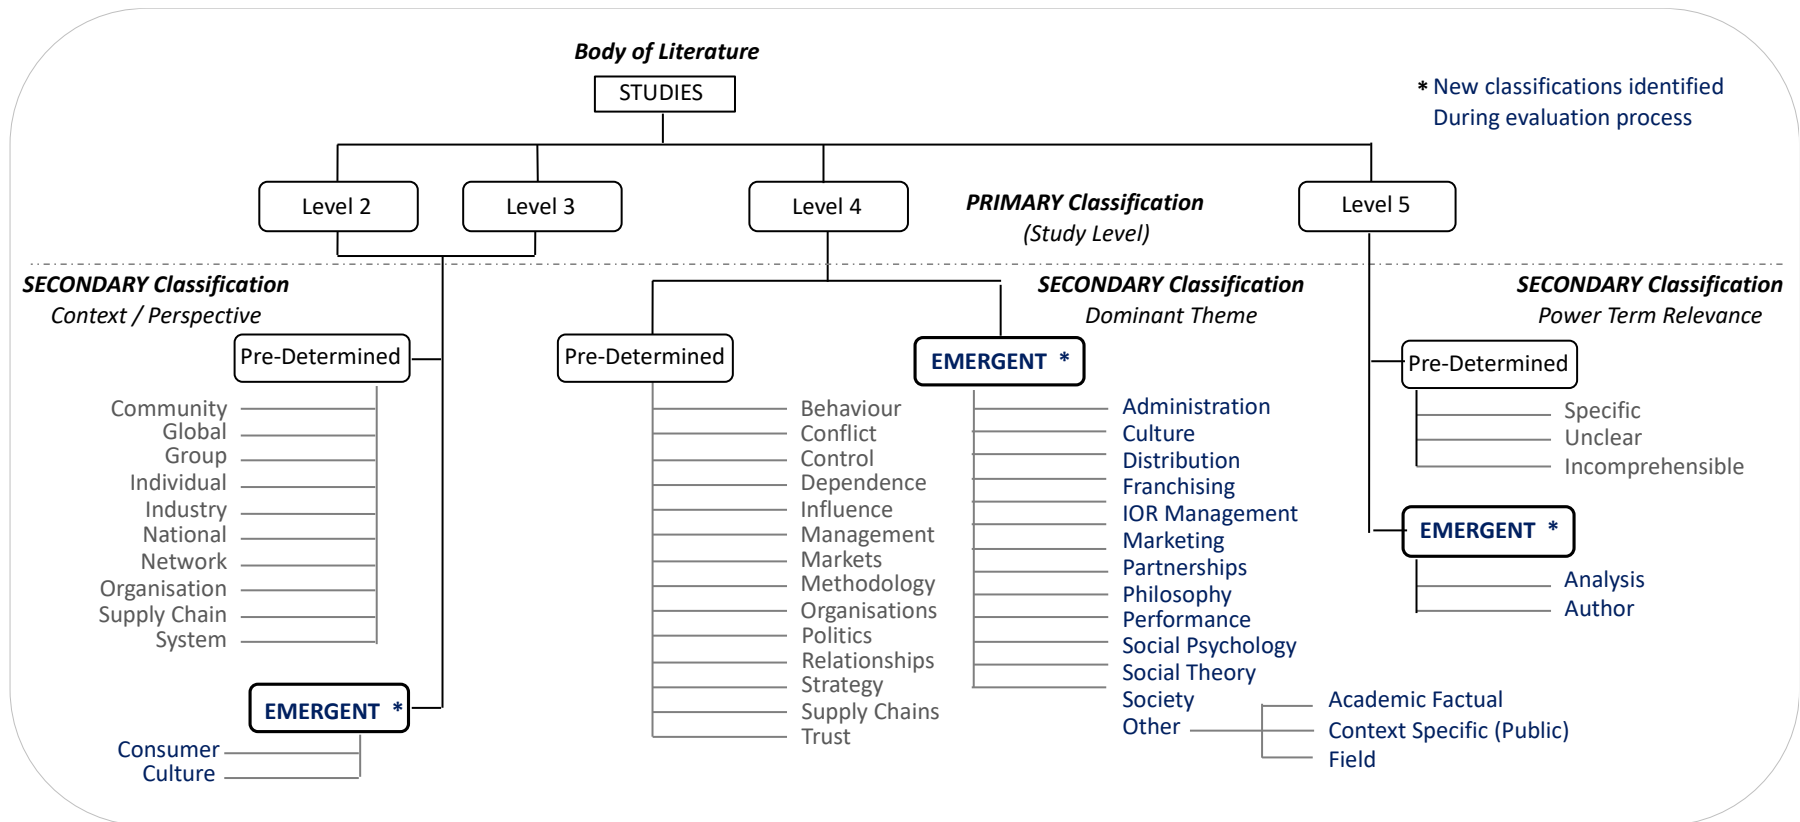 Body of Literature
STUDIES
* New classifications identified
During evaluation process
Level 2
Level 3
Level 4
PRIMARY Classification
(Study Level)
Level 5
SECONDARY Classification
Context / Perspective
Pre-Determined
Community
Global
Group
Individual
Industry
National
Network
Organisation
Supply Chain
System
EMERGENT *
Consumer
Culture
SECONDARY Classification
Dominant Theme
Pre-Determined
Behaviour
Conflict
Control
Dependence
Influence
Management
Markets
Methodology
Organisations
Politics
Relationships
Strategy
Supply Chains
Trust
EMERGENT *
Administration
Culture
Distribution
Franchising
IOR Management
Marketing
Partnerships
Philosophy
Performance
Social Psychology
Social Theory
Society
Other
Academic Factual
Context Specific (Public)
Field
SECONDARY Classification
Power Term Relevance
Pre-Determined
Specific
Unclear
Incomprehensible
EMERGENT *
Analysis
Author